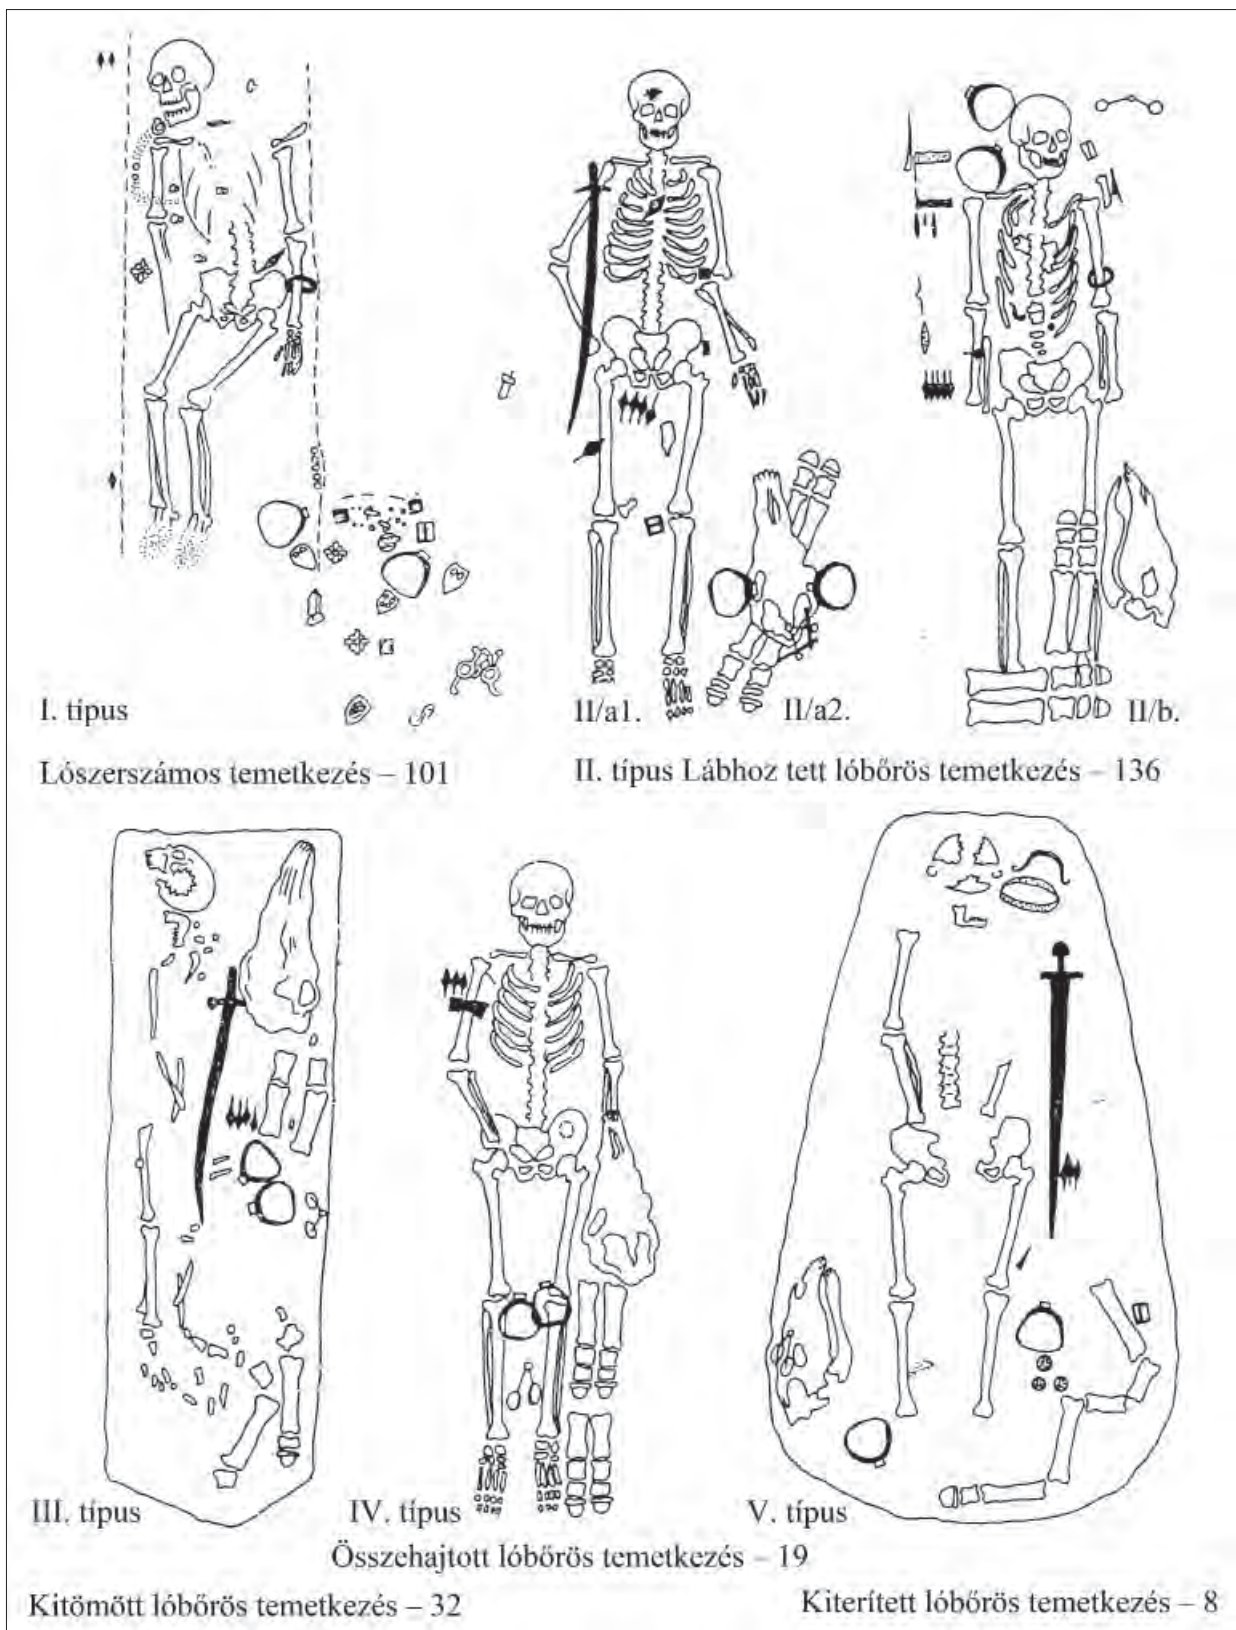 I. típus
II/a1.
II/a2.
II/b.
Lószerszámos temetkezés – 101
II. típus Lábhoz tett lóbőrös temetkezés – 136
III. típus
IV. típus
V. típus
Összehajtott lóbőrös temetkezés – 19
Kitömött lóbőrös temetkezés – 32
Kiterített lóbőrös temetkezés – 8